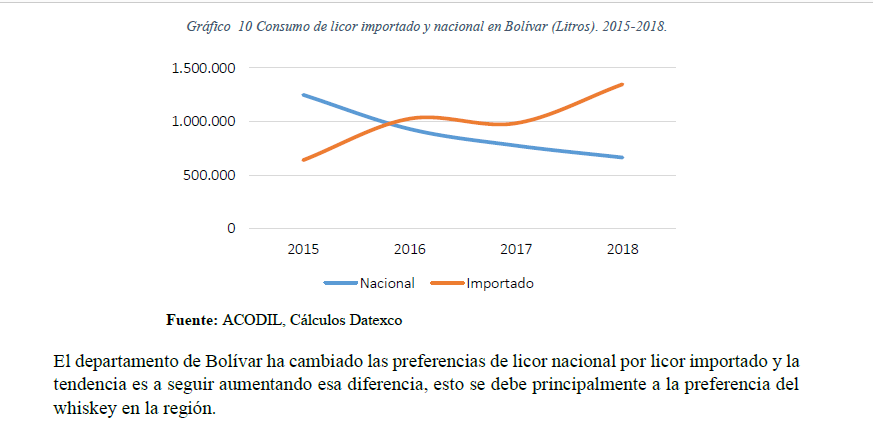 Gráfico 10 Consumo de licor importado y nacional en Bolívar (Litros). 2015-2018.
1.500.000
1.000.000
500.000
0
2015 2016 2017 2018
Nacional Importado
Fuente: ACODIL, Cálculos Datexco
El departamento de Bolívar ha cambiado las preferencias de licor nacional por licor importado y la
tendencia es a seguir aumentando esa diferencia, esto se debe principalmente a la preferencia del
whiskey en la región.